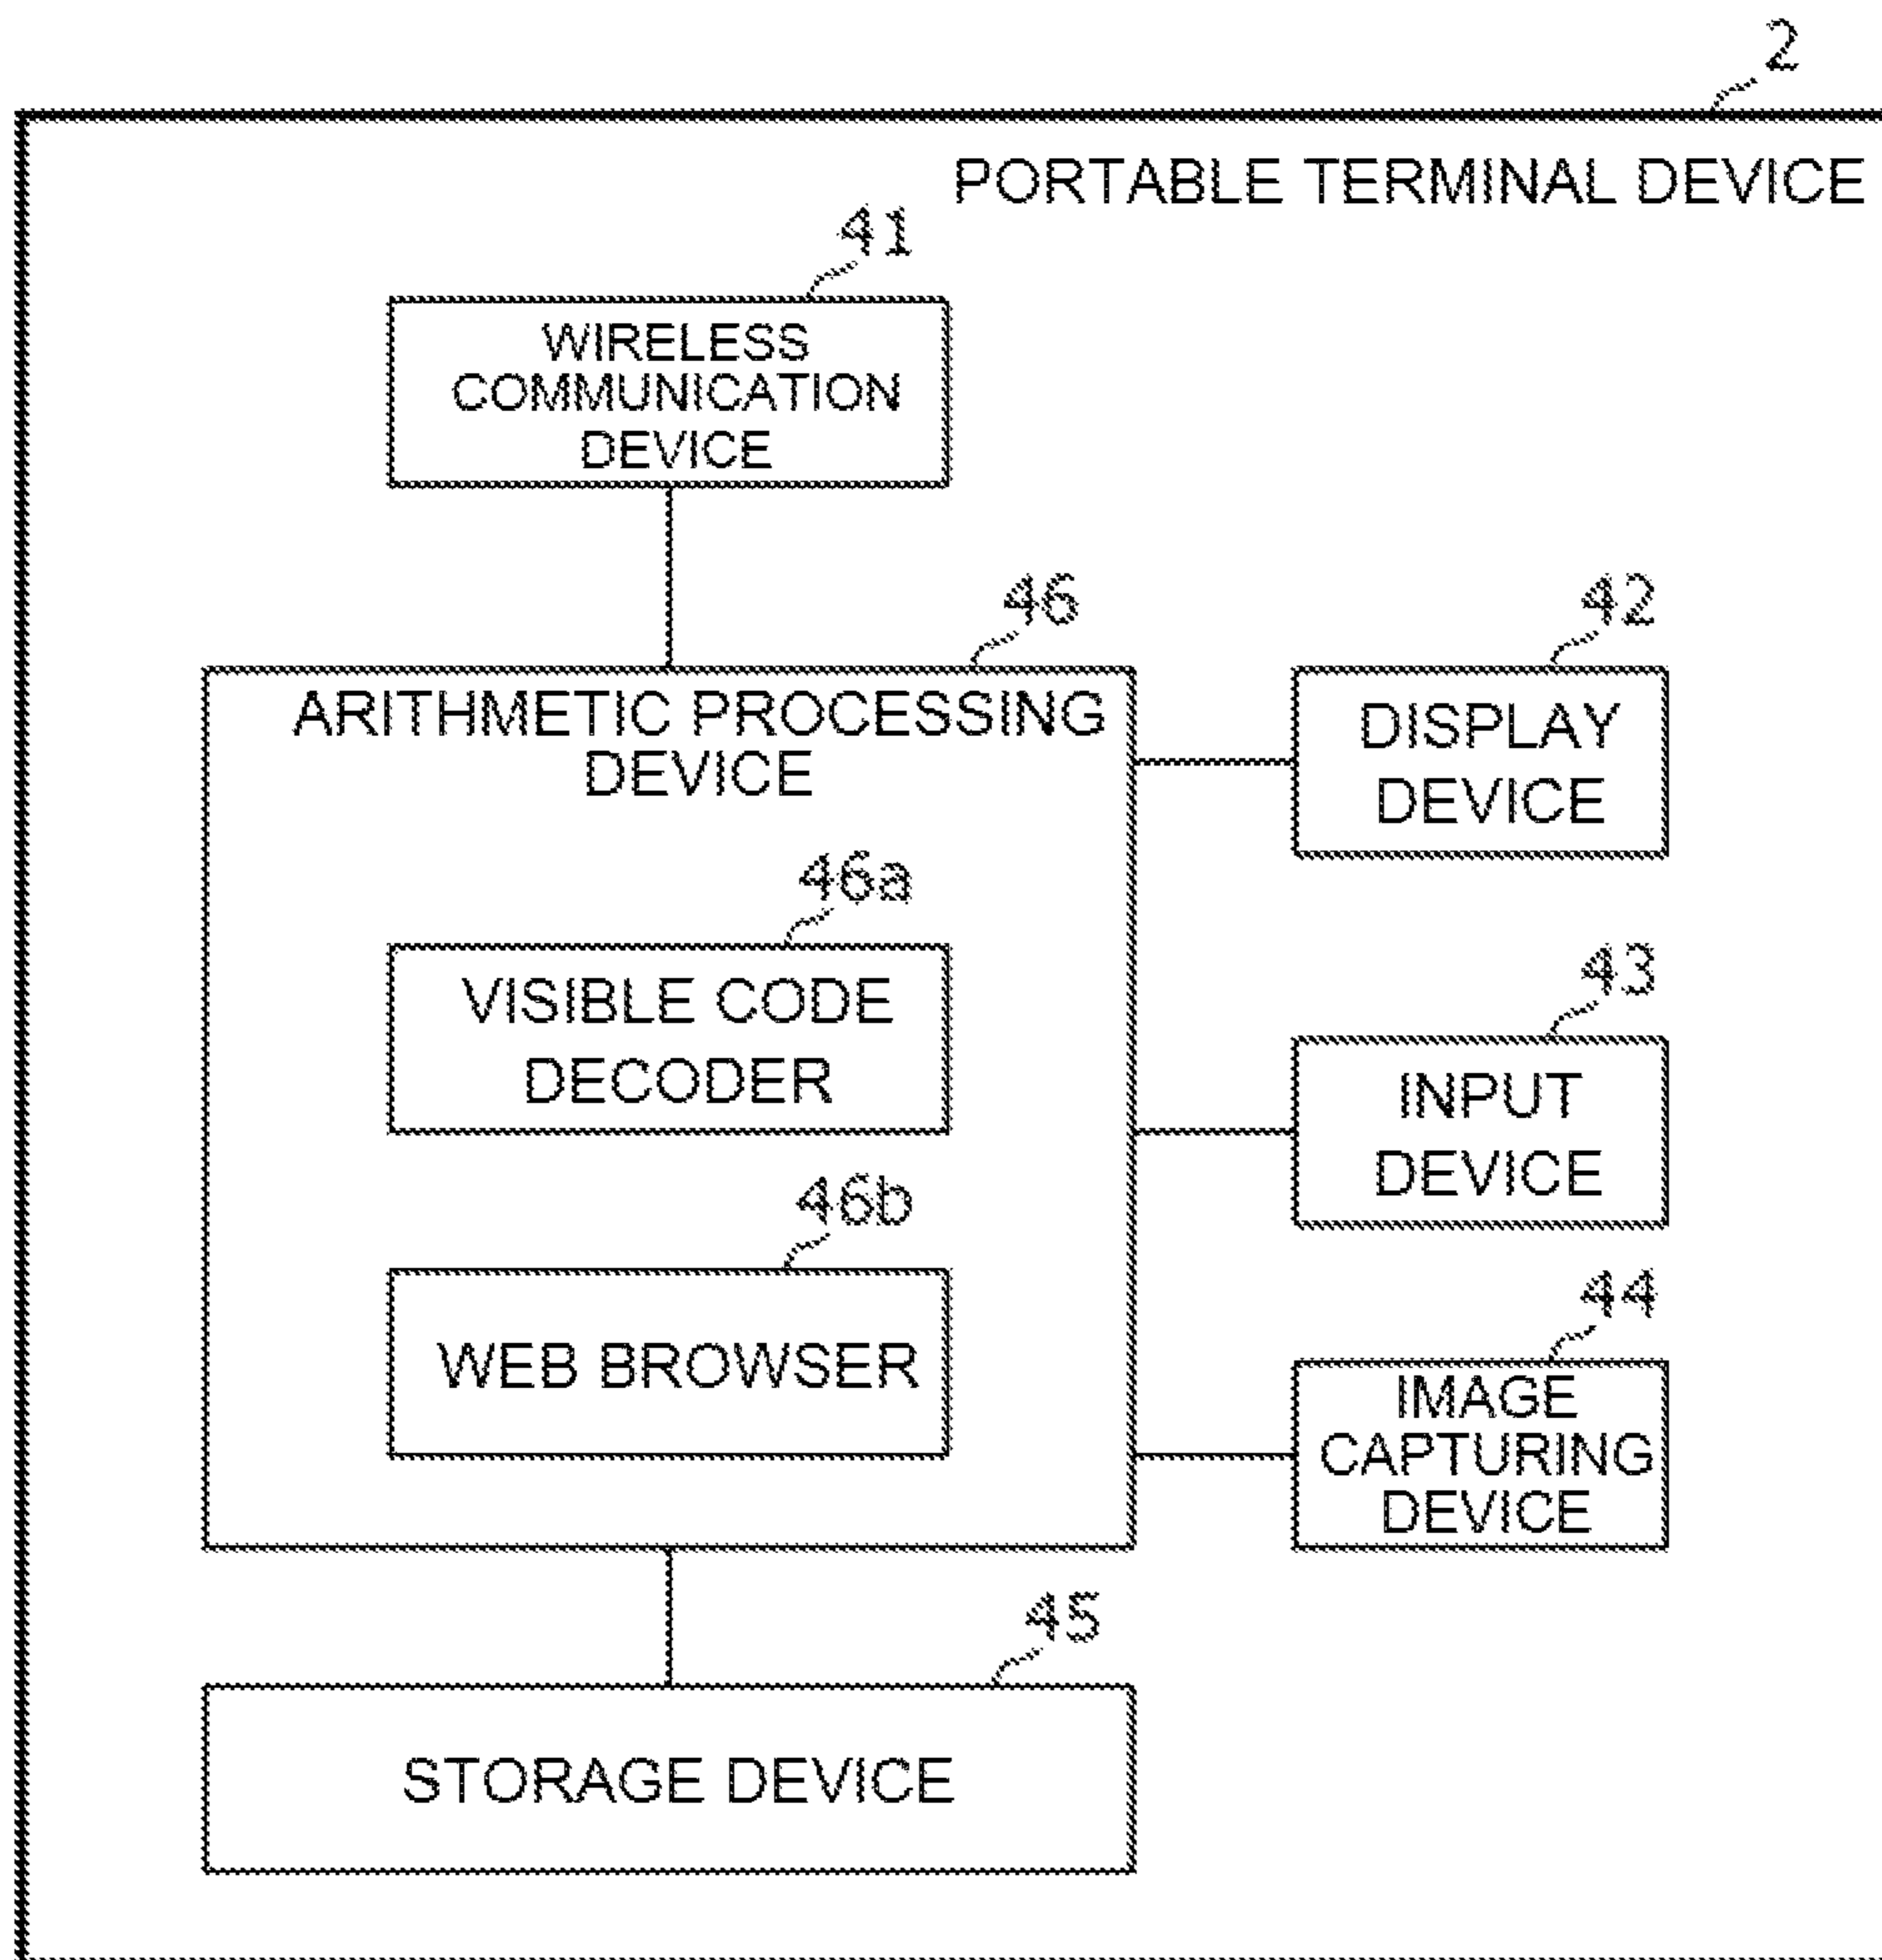 2
PORTABLE TERMINAL DEVICE
41
WIRELESS
COMMUNICATION
DEVICE
46
ARITHMETIC PROCESSING
DEVICE
42
DISPLAY
DEVICE
46a
VISIBLE CODE
DECODER
43
INPUT
DEVICE
46b
WEB BROWSER
44
IMAGE
CAPTURING
DEVICE
45
STORAGE DEVICE